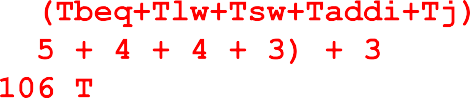 (Tbeq+Tlw+Tsw+Taddi+Tj)
5 + 4 + 4 + 3) + 3
106 T